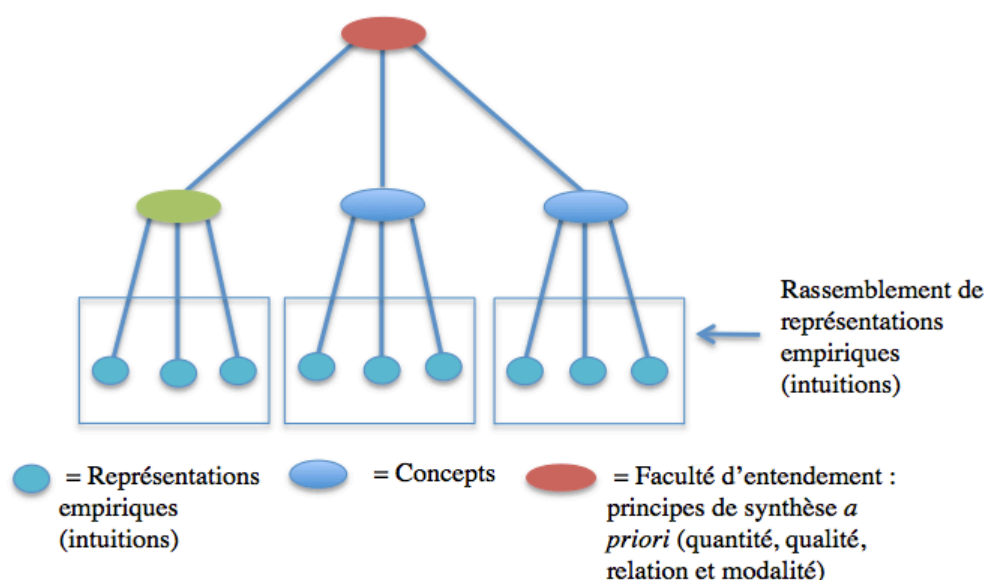 Rassemblement de
représentations
empiriques
(intuitions)
= Représentations
empiriques
(intuitions)
= Concepts
= Faculté d’entendement :
principes de synthèse a
priori (quantité, qualité,
relation et modalité)